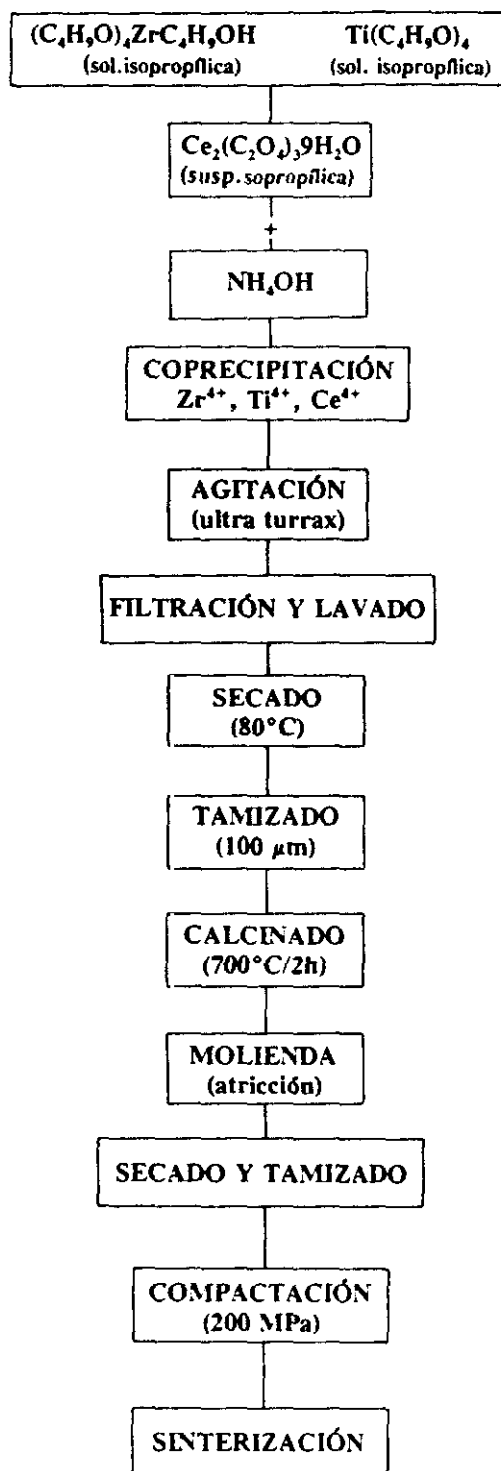 (C₄H₉O)₄ZrC₄H₉OH Ti(C₄H₉O)₄
(sol.isopropílica) (sol. isopropílica)
Ce₂(C₂O₄)₃9H₂O
(susp.sopropílica)
+
NH₄OH
COPRECIPITACIÓN
Zr⁴⁺, Ti⁴⁺, Ce⁴⁺
AGITACIÓN
(ultra turrax)
FILTRACIÓN Y LAVADO
SECADO
(80°C)
TAMIZADO
(100 μm)
CALCINADO
(700°C/2h)
MOLIENDA
(atricción)
SECADO Y TAMIZADO
COMPACTACIÓN
(200 MPa)
SINTERIZACIÓN